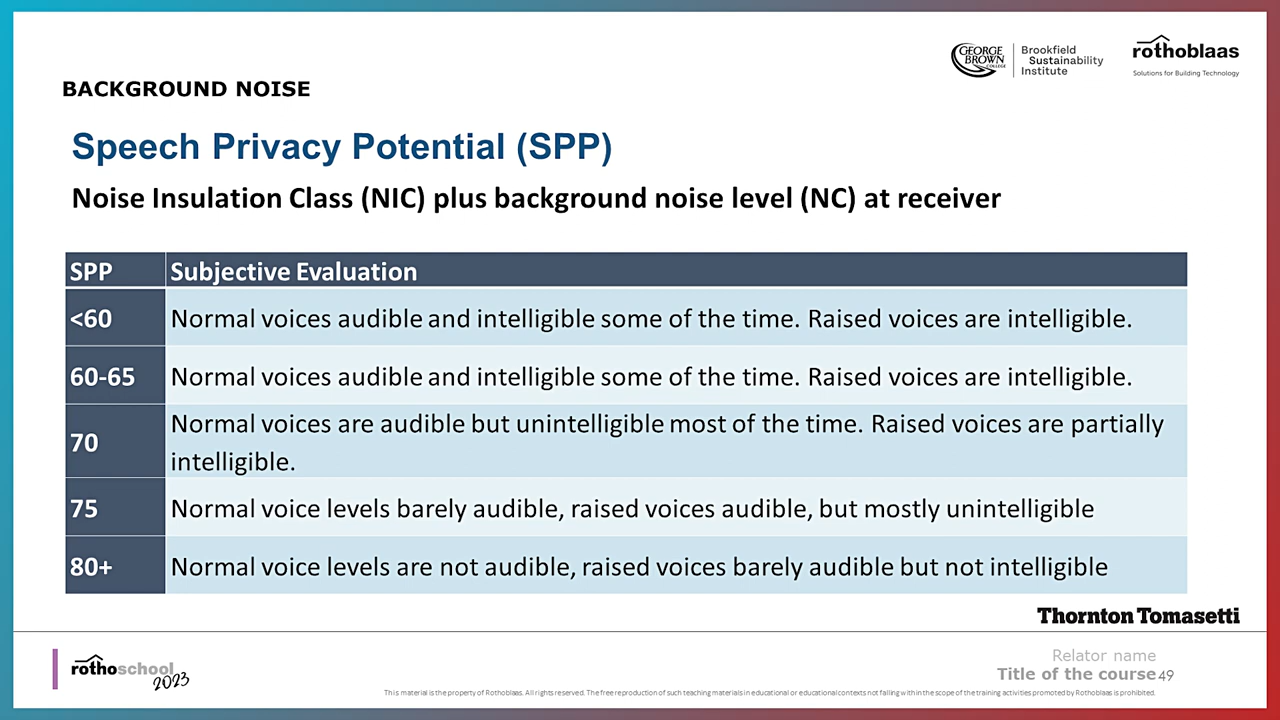 GEORGE
BROWN
COLLEGE
Brookfield
Sustainability
Institute
rothoblaas
Solutions for Building Technology
BACKGROUND NOISE
Speech Privacy Potential (SPP)
Noise Insulation Class (NIC) plus background noise level (NC) at receiver
SPP Subjective Evaluation
<60 Normal voices audible and intelligible some of the time. Raised voices are intelligible.
60-65 Normal voices audible and intelligible some of the time. Raised voices are intelligible.
70 Normal voices are audible but unintelligible most of the time. Raised voices are partially
intelligible.
75 Normal voice levels barely audible, raised voices audible, but mostly unintelligible
80+ Normal voice levels are not audible, raised voices barely audible but not intelligible
Thornton Tomasetti
rothoschool
2023
Relator name
Title of the course 49
This material is the property of Rothoblaas. All rights reserved. The free reproduction of such teaching materials in educational or educational contexts not falling within the scope of the training activities promoted by Rothoblaas is prohibited.